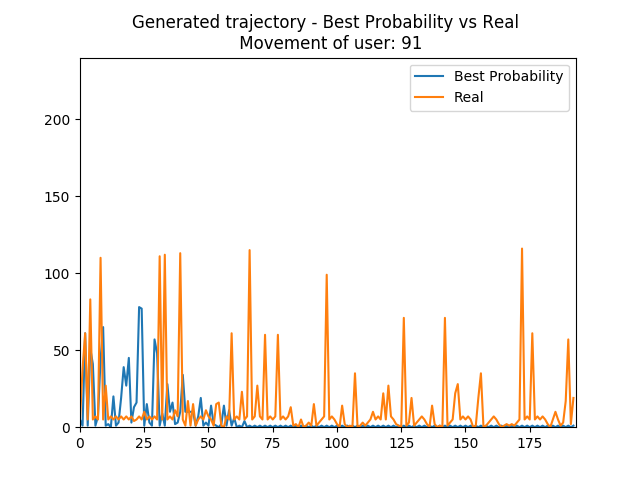 Generated trajectory - Best Probability vs Real
Movement of user: 91
Best Probability
Real
200
150
100
50
0
0 25 50 75 100 125 150 175